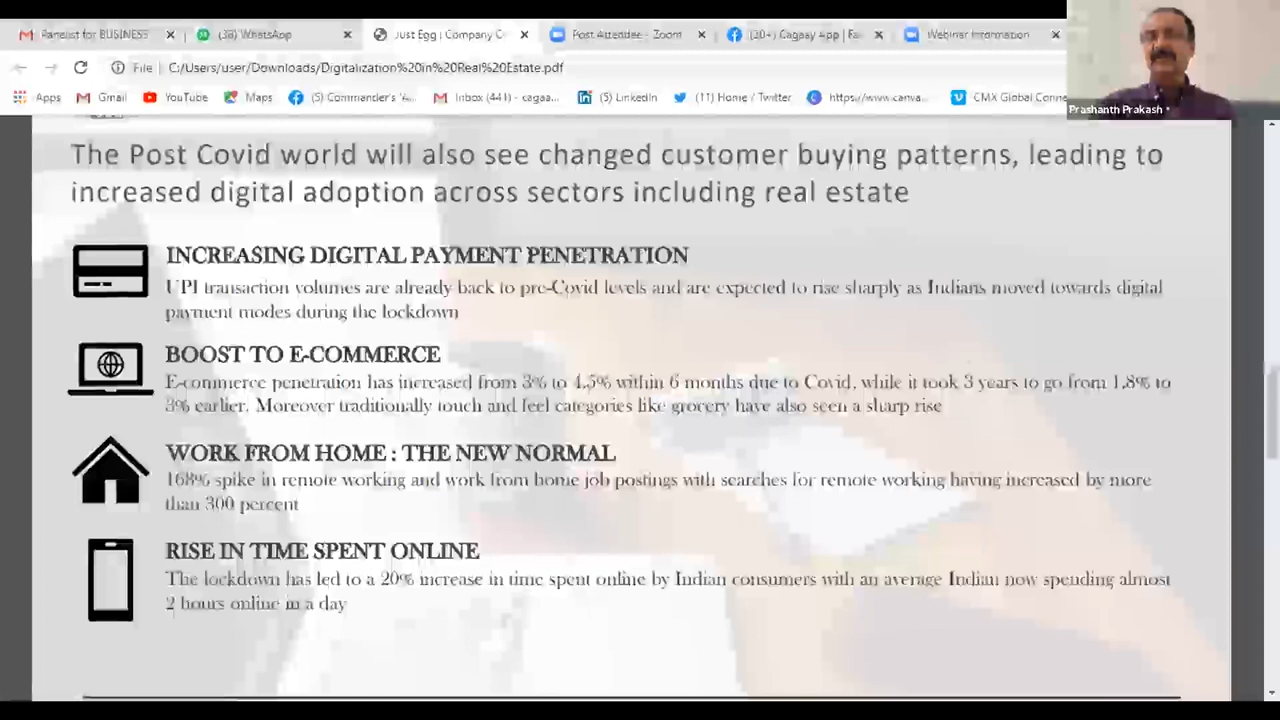 Panelist for BUSINESS
(38) WhatsApp
Just Egg | Company C
Post Attendee - Zoom
(20+) Cagaay App | Fa
Webinar Information
File C:/Users/user/Downloads/Digitalization%20in%20Real%20Estate.pdf
Apps Gmail YouTube Maps (5) Commander's '4... Inbox (441) - cagaa... (5) LinkedIn (11) Home / Twitter https://www.canva... CMX Global Conne
Prashanth Prakash
The Post Covid world will also see changed customer buying patterns, leading to
increased digital adoption across sectors including real estate
INCREASING DIGITAL PAYMENT PENETRATION
UPI transaction volumes are already back to pre-Covid levels and are expected to rise sharply as Indians moved towards digital
payment modes during the lockdown
BOOST TO E-COMMERCE
E-commerce penetration has increased from 3% to 4.5% within 6 months due to Covid, while it took 3 years to go from 1.8% to
3% earlier. Moreover traditionally touch and feel categories like grocery have also seen a sharp rise
WORK FROM HOME : THE NEW NORMAL
168% spike in remote working and work from home job postings with searches for remote working having increased by more
than 300 percent
RISE IN TIME SPENT ONLINE
The lockdown has led to a 20% increase in time spent online by Indian consumers with an average Indian now spending almost
2 hours online in a day